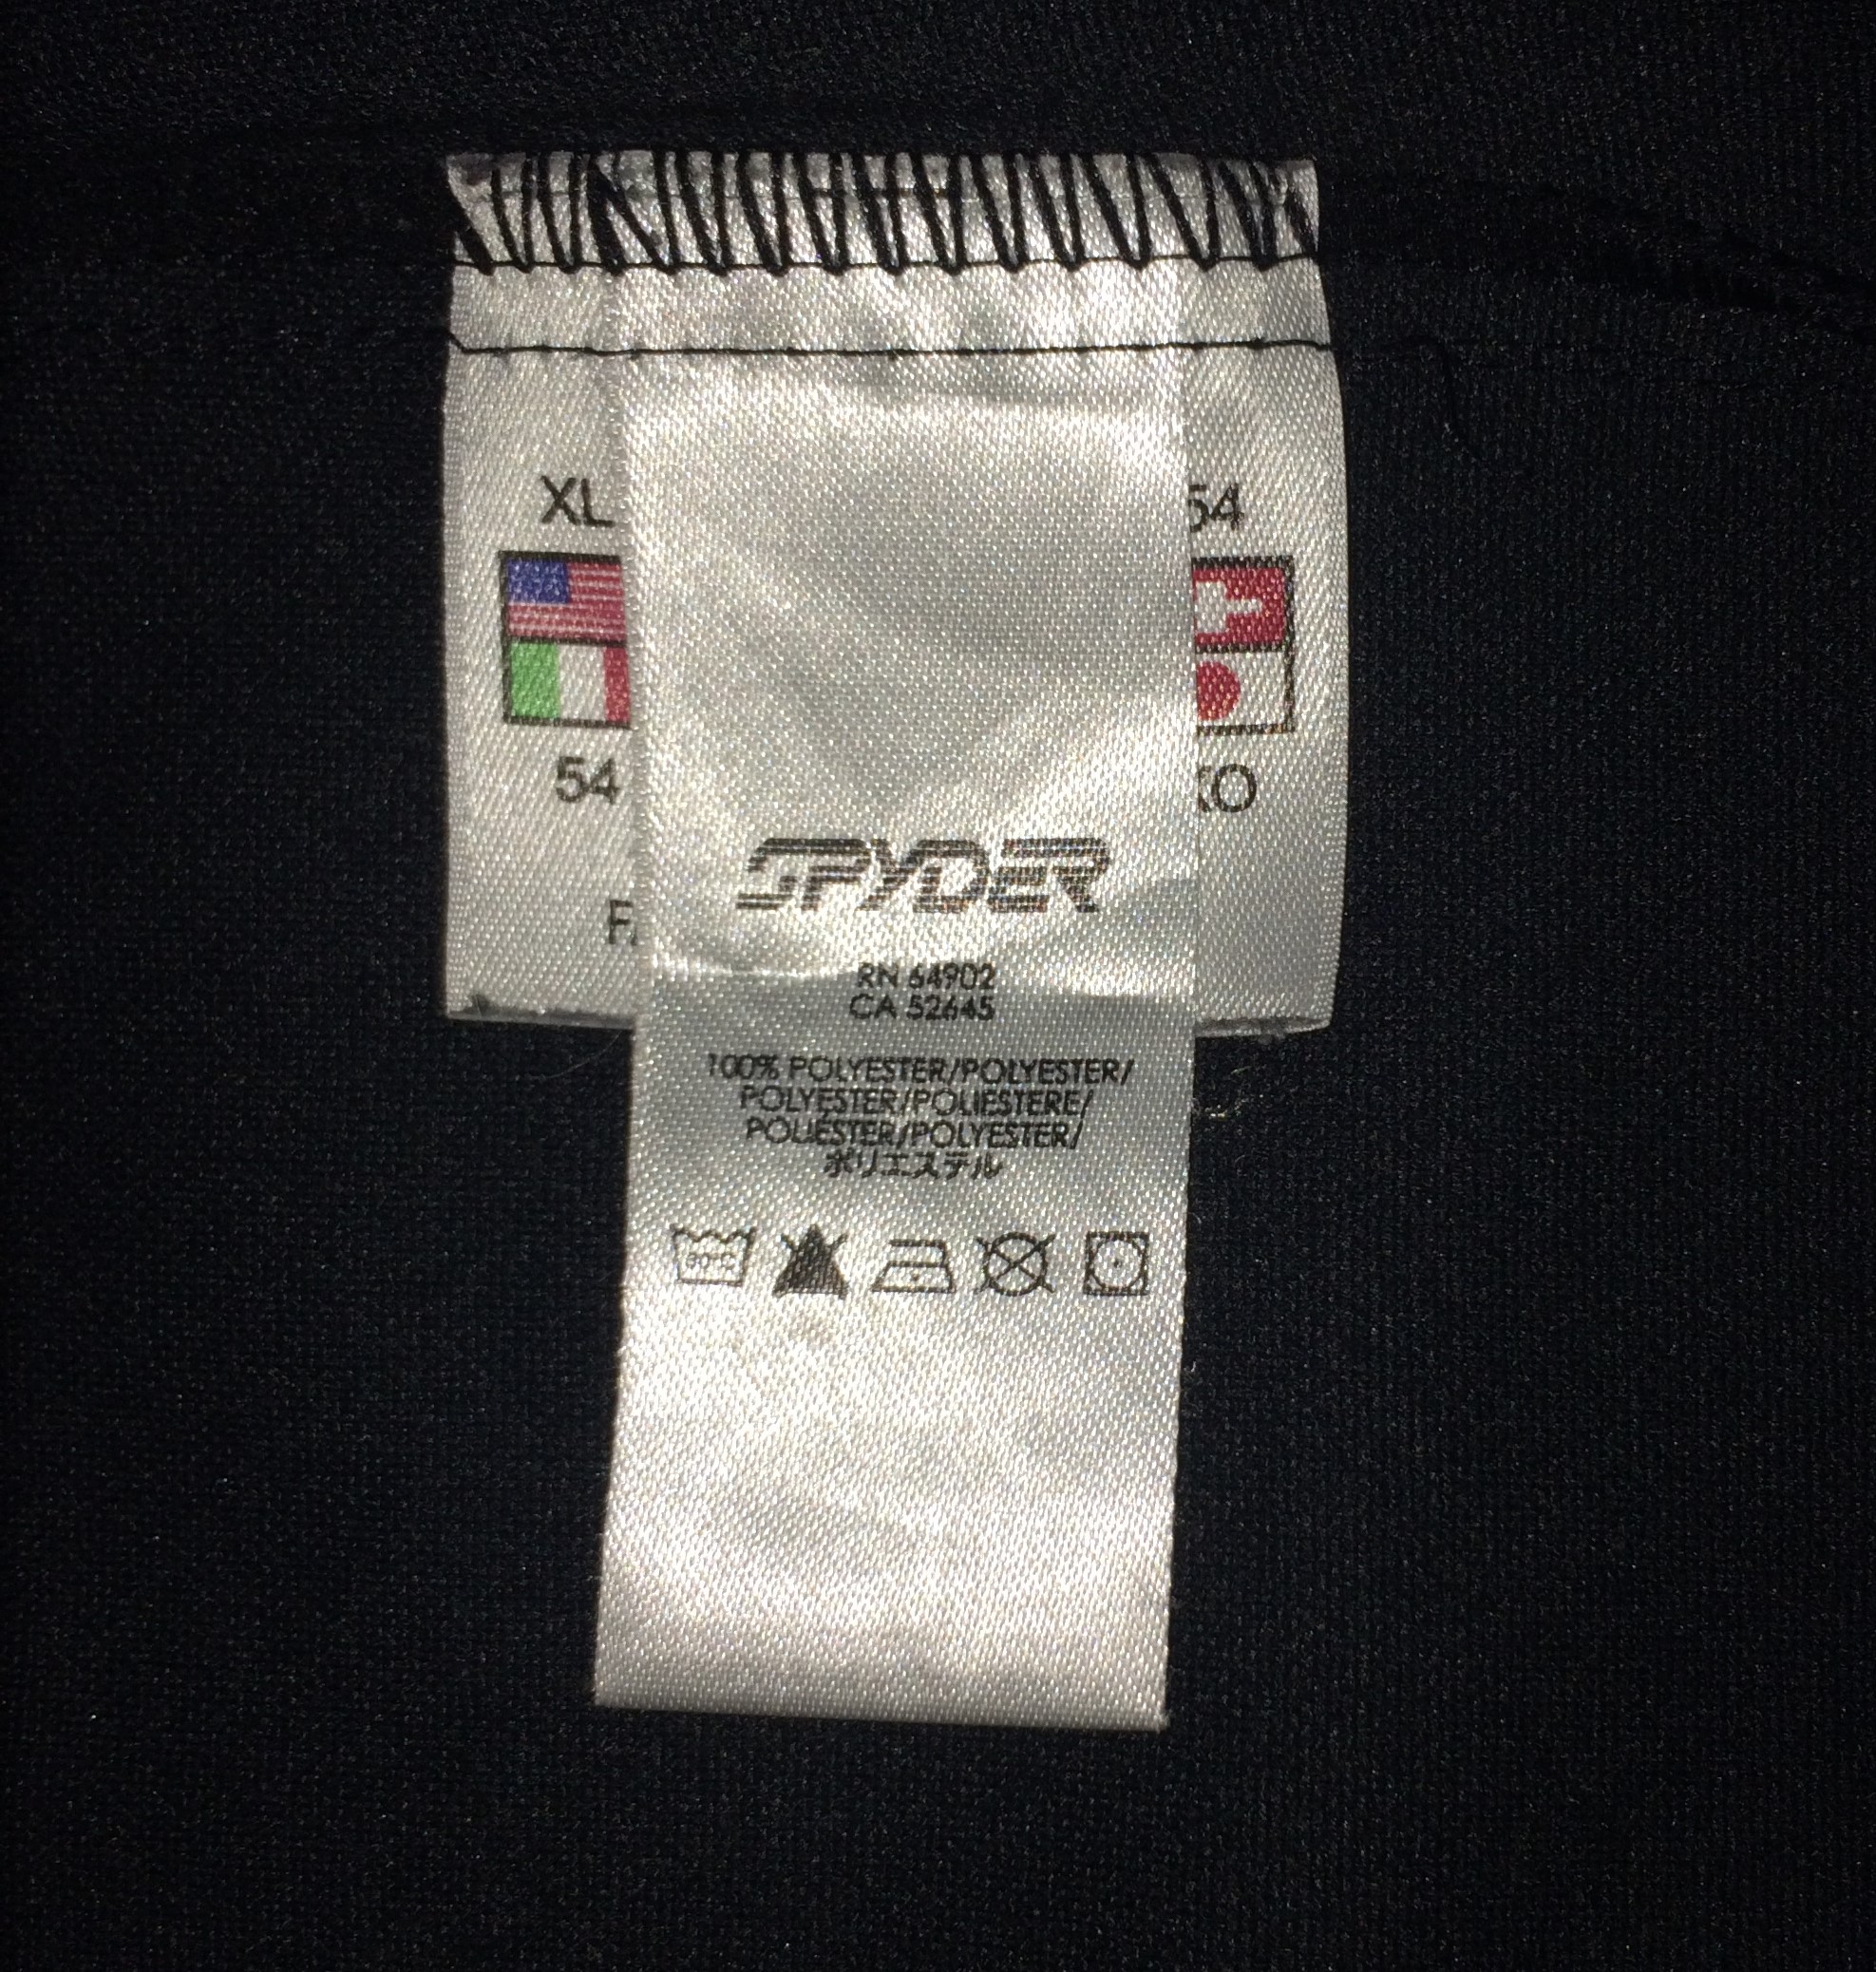 XL
54
54
XO
SPYDER
RN 64902
CA 52645
100% POLYESTER/POLYESTER/
POLYESTER/POLIESTERE/
POLIÉSTER/POLYESTER/
ポリエステル